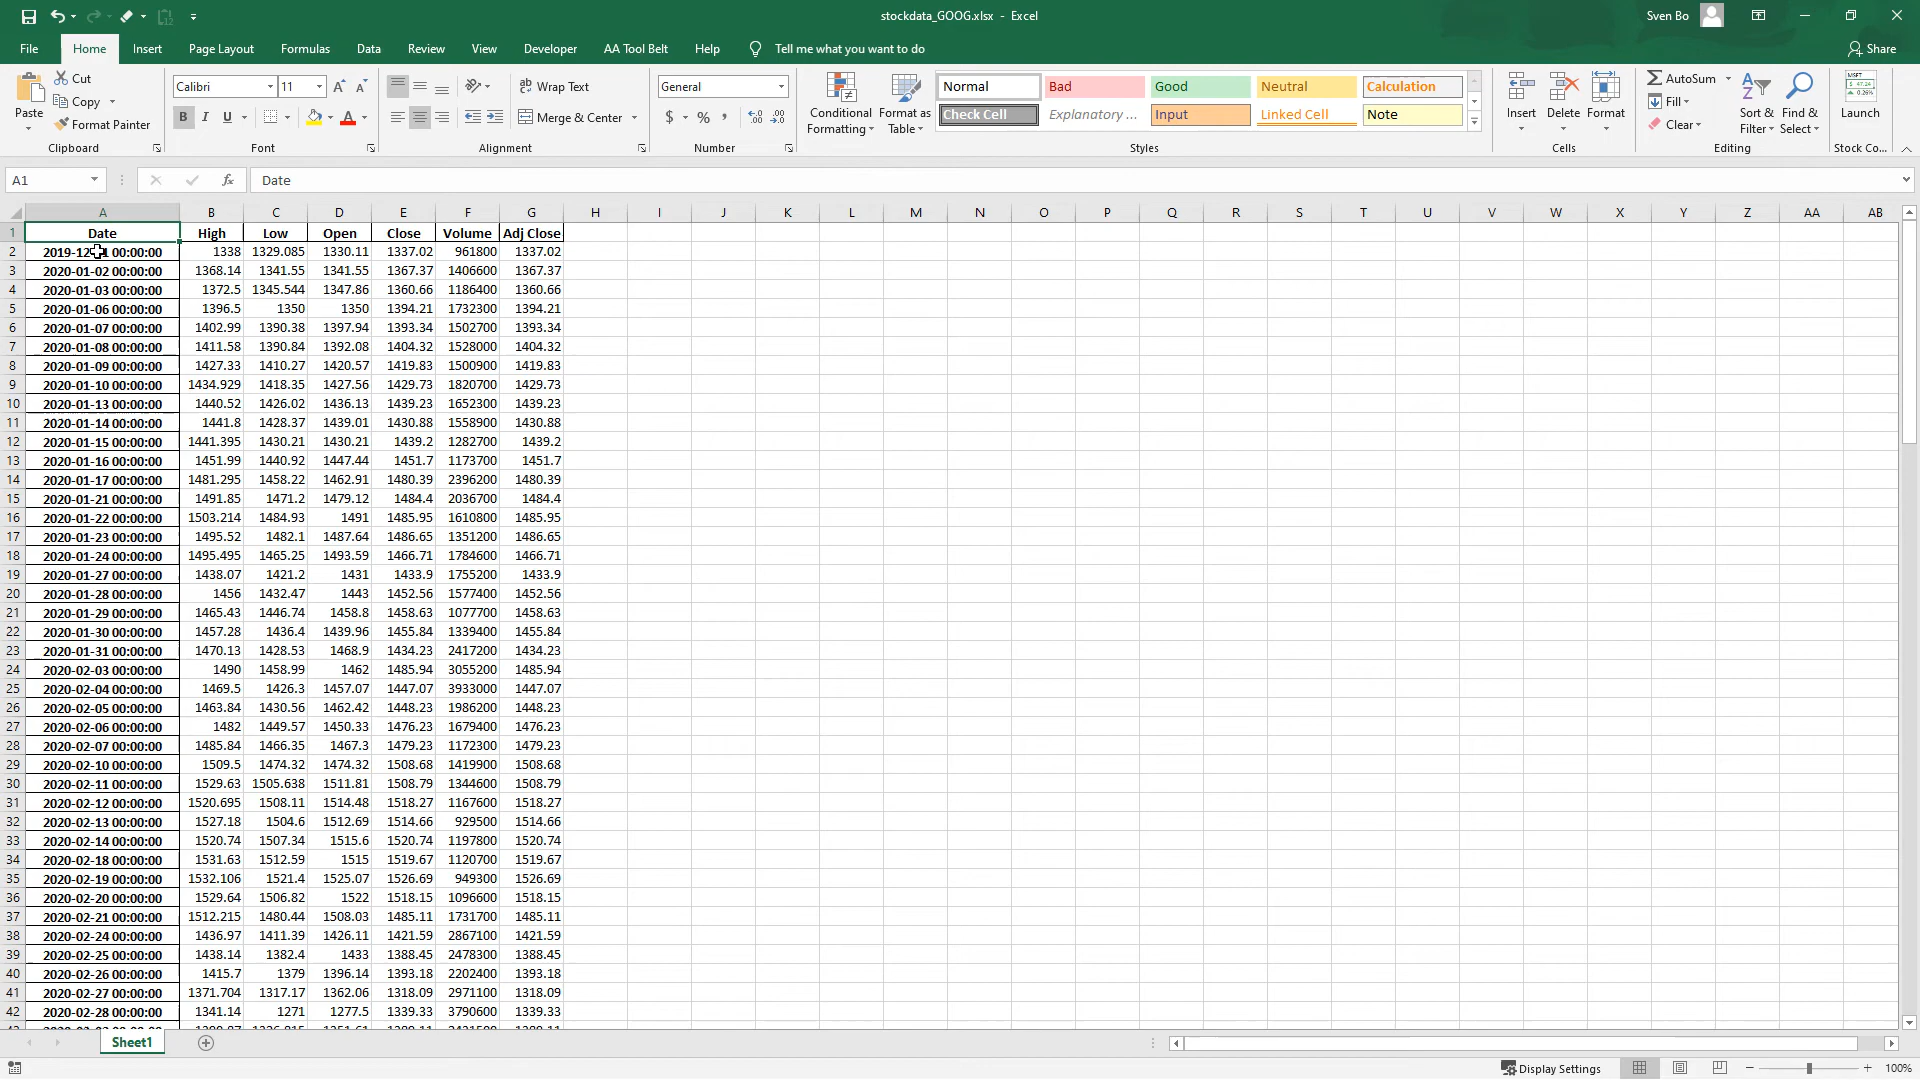 stockdata_GOOG.xlsx - Excel
Sven Bo
File Home Insert Page Layout Formulas Data Review View Developer AA Tool Belt Help Tell me what you want to do Share
Paste
Cut
Copy
Format Painter
Clipboard
Calibri 11
Font
Wrap Text
Merge & Center
Alignment
General
Number
Conditional Formatting
Format as Table
Normal Bad Good Neutral Calculation
Check Cell Explanatory ... Input Linked Cell Note
Styles
Insert Delete Format
Cells
AutoSum
Fill
Clear
Sort & Filter
Find & Select
Editing
MSFT
Launch
Stock Co...
A1 fx Date
A B C D E F G H I J K L M N O P Q R S T U V W X Y Z AA AB
1 Date High Low Open Close Volume Adj Close
2 00:00:00 1338 1329.085 1330.11 1337.02 961800 1337.02
3 2020-01-02 00:00:00 1368.14 1341.55 1341.55 1367.37 1406600 1367.37
4 2020-01-03 00:00:00 1372.5 1345.544 1347.86 1360.66 1186400 1360.66
5 2020-01-06 00:00:00 1396.5 1350 1350 1394.21 1732300 1394.21
6 2020-01-07 00:00:00 1402.99 1390.38 1397.94 1393.34 1502700 1393.34
7 2020-01-08 00:00:00 1411.58 1390.84 1392.08 1404.32 1528000 1404.32
8 2020-01-09 00:00:00 1427.33 1410.27 1420.57 1419.83 1500900 1419.83
9 2020-01-10 00:00:00 1434.929 1418.35 1427.56 1429.73 1820700 1429.73
10 2020-01-13 00:00:00 1440.52 1426.02 1436.13 1439.23 1652300 1439.23
11 2020-01-14 00:00:00 1441.8 1428.37 1439.01 1430.88 1558900 1430.88
12 2020-01-15 00:00:00 1441.395 1430.21 1430.21 1439.2 1282700 1439.2
13 2020-01-16 00:00:00 1451.99 1440.92 1447.44 1451.7 1173700 1451.7
14 2020-01-17 00:00:00 1481.295 1458.22 1462.91 1480.39 2396200 1480.39
15 2020-01-21 00:00:00 1491.85 1471.2 1479.12 1484.4 2036700 1484.4
16 2020-01-22 00:00:00 1503.214 1484.93 1491 1485.95 1610800 1485.95
17 2020-01-23 00:00:00 1495.52 1482.1 1487.64 1486.65 1351200 1486.65
18 2020-01-24 00:00:00 1495.495 1465.25 1493.59 1466.71 1784600 1466.71
19 2020-01-27 00:00:00 1438.07 1421.2 1431 1433.9 1755200 1433.9
20 2020-01-28 00:00:00 1456 1432.47 1443 1452.56 1577400 1452.56
21 2020-01-29 00:00:00 1465.43 1446.74 1458.8 1458.63 1077700 1458.63
22 2020-01-30 00:00:00 1457.28 1436.4 1439.96 1455.84 1339400 1455.84
23 2020-01-31 00:00:00 1470.13 1428.53 1468.9 1434.23 2417200 1434.23
24 2020-02-03 00:00:00 1490 1458.99 1462 1485.94 3055200 1485.94
25 2020-02-04 00:00:00 1469.5 1426.3 1457.07 1447.07 3933000 1447.07
26 2020-02-05 00:00:00 1463.84 1430.56 1462.42 1448.23 1986200 1448.23
27 2020-02-06 00:00:00 1482 1449.57 1450.33 1476.23 1679400 1476.23
28 2020-02-07 00:00:00 1485.84 1466.35 1467.3 1479.23 1172300 1479.23
29 2020-02-10 00:00:00 1509.5 1474.32 1474.32 1508.68 1419900 1508.68
30 2020-02-11 00:00:00 1529.63 1505.638 1511.81 1508.79 1344600 1508.79
31 2020-02-12 00:00:00 1520.695 1508.11 1514.48 1518.27 1167600 1518.27
32 2020-02-13 00:00:00 1527.18 1504.6 1512.69 1514.66 929500 1514.66
33 2020-02-14 00:00:00 1520.74 1507.34 1515.6 1520.74 1197800 1520.74
34 2020-02-18 00:00:00 1531.63 1512.59 1515 1519.67 1120700 1519.67
35 2020-02-19 00:00:00 1532.106 1521.4 1525.07 1526.69 949300 1526.69
36 2020-02-20 00:00:00 1529.64 1506.82 1522 1518.15 1096600 1518.15
37 2020-02-21 00:00:00 1512.215 1480.44 1508.03 1485.11 1731700 1485.11
38 2020-02-24 00:00:00 1436.97 1411.39 1426.11 1421.59 2867100 1421.59
39 2020-02-25 00:00:00 1438.14 1382.4 1433 1388.45 2478300 1388.45
40 2020-02-26 00:00:00 1415.7 1379 1396.14 1393.18 2202400 1393.18
41 2020-02-27 00:00:00 1371.704 1317.17 1362.06 1318.09 2971100 1318.09
42 2020-02-28 00:00:00 1341.14 1271 1277.5 1339.33 3790600 1339.33
Sheet1
Display Settings 100%